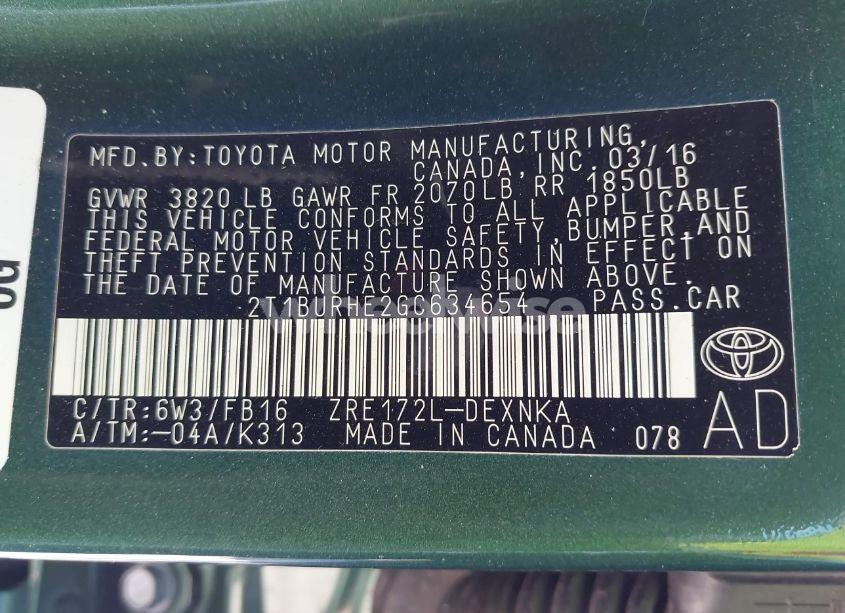 MFD.BY:TOYOTA MOTOR MANUFACTURING,
CANADA,INC. 03/16
GVWR 3820 LB GAWR FR 2070LB RR 1850LB
THIS VEHICLE CONFORMS TO ALL APPLICABLE
FEDERAL MOTOR VEHICLE SAFETY, BUMPER,AND
THEFT PREVENTION STANDARDS IN EFFECT ON
THE DATE OF MANUFACTURE SHOWN ABOVE.
PASS.CAR
wheelwise
C/TR:6W3/FB16 ZRE172L-DEXNKA
A/TM:-04A/K313 MADE IN CANADA 078
AD